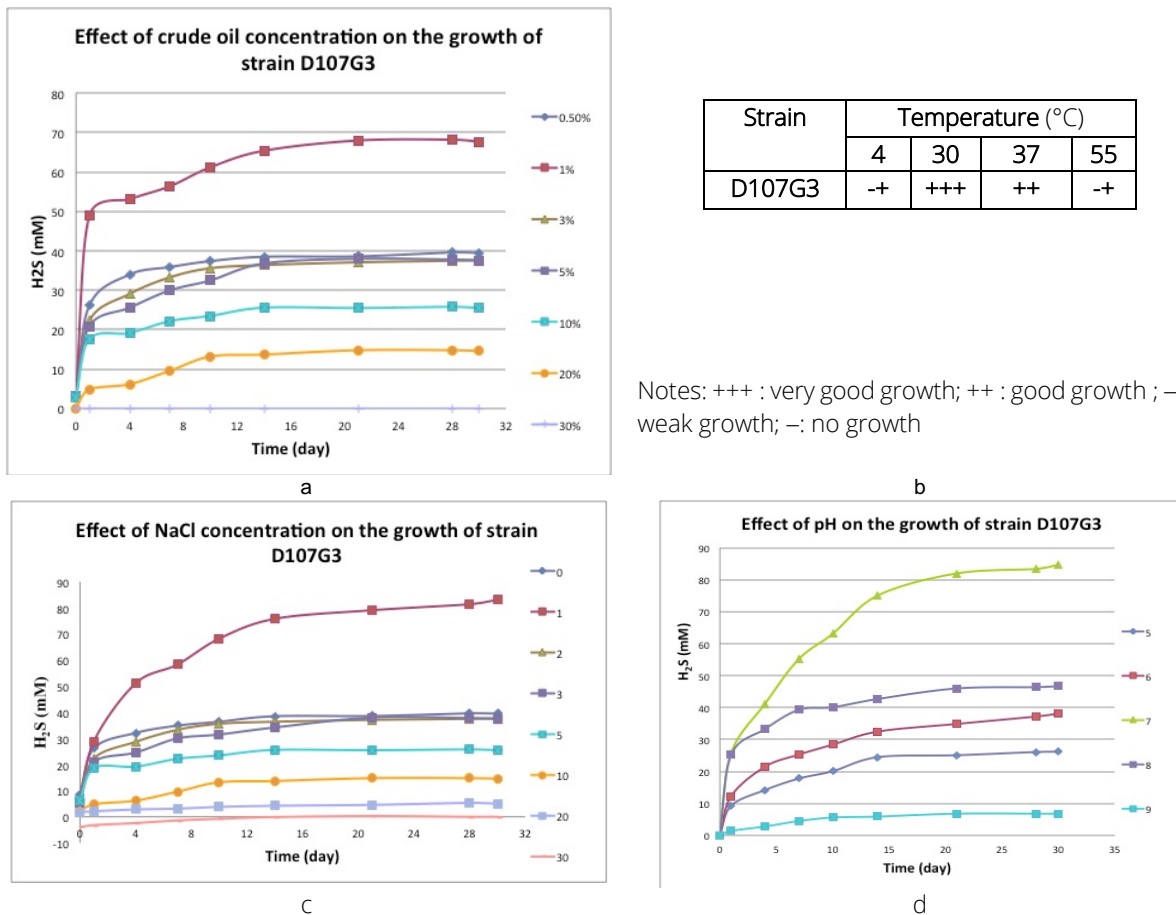 Effect of crude oil concentration on the growth of
strain D107G3
80
70
60
50
40
30
20
10
0
H2S (mM)
0 4 8 12 16 20 24 28 32
Time (day)
0.50%
1%
3%
5%
10%
20%
30%
a
Strain Temperature (°C)
4 30 37 55
D107G3 -+ +++ ++ -+
Notes: +++ : very good growth; ++ : good growth ; –
weak growth; –: no growth
b
Effect of NaCl concentration on the growth of strain
D107G3
90
80
70
60
50
40
30
20
10
0
-10
H₂S (mM)
0 4 8 12 16 20 24 28 32
Time (day)
0
1
2
3
5
10
20
30
c
Effect of pH on the growth of strain D107G3
90
80
70
60
50
40
30
20
10
0
H₂S (mM)
0 5 10 15 20 25 30 35
Time (day)
5
6
7
8
9
d